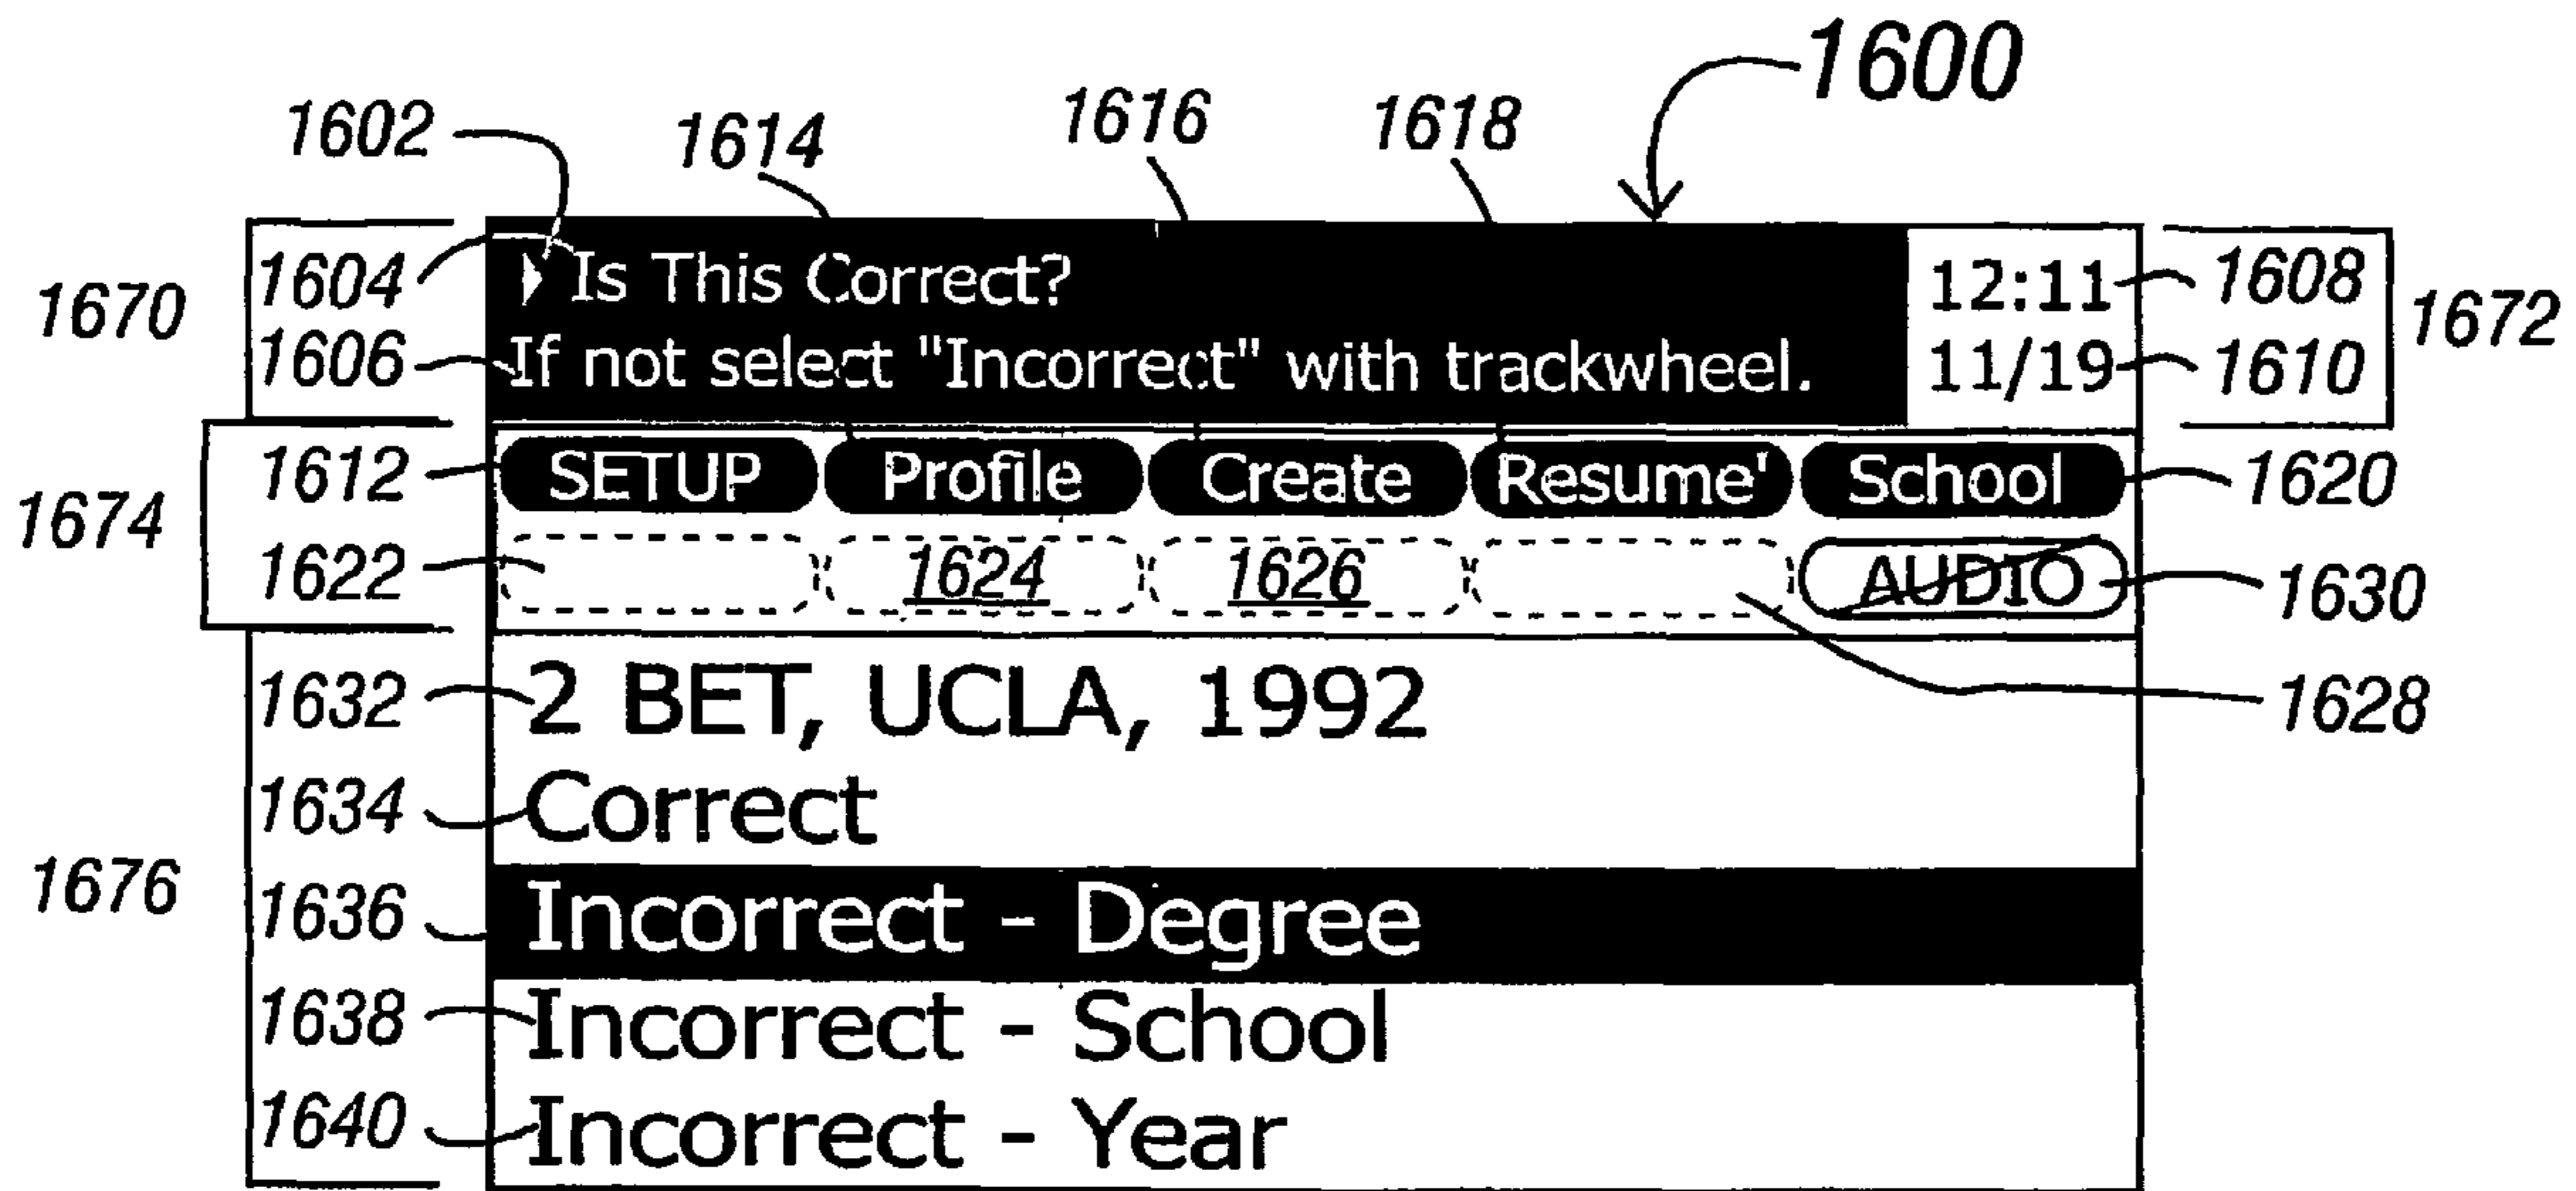 1600
1602 1614 1616 1618
1670 1604 Is This Correct? 12:11 1608 1672
1606 If not select "Incorrect" with trackwheel. 11/19 1610
1674 1612 SETUP Profile Create Resume' School 1620
1622 1624 1626 AUDIO 1630
1632 2 BET, UCLA, 1992 1628
1634 Correct
1676 1636 Incorrect - Degree
1638 Incorrect - School
1640 Incorrect - Year